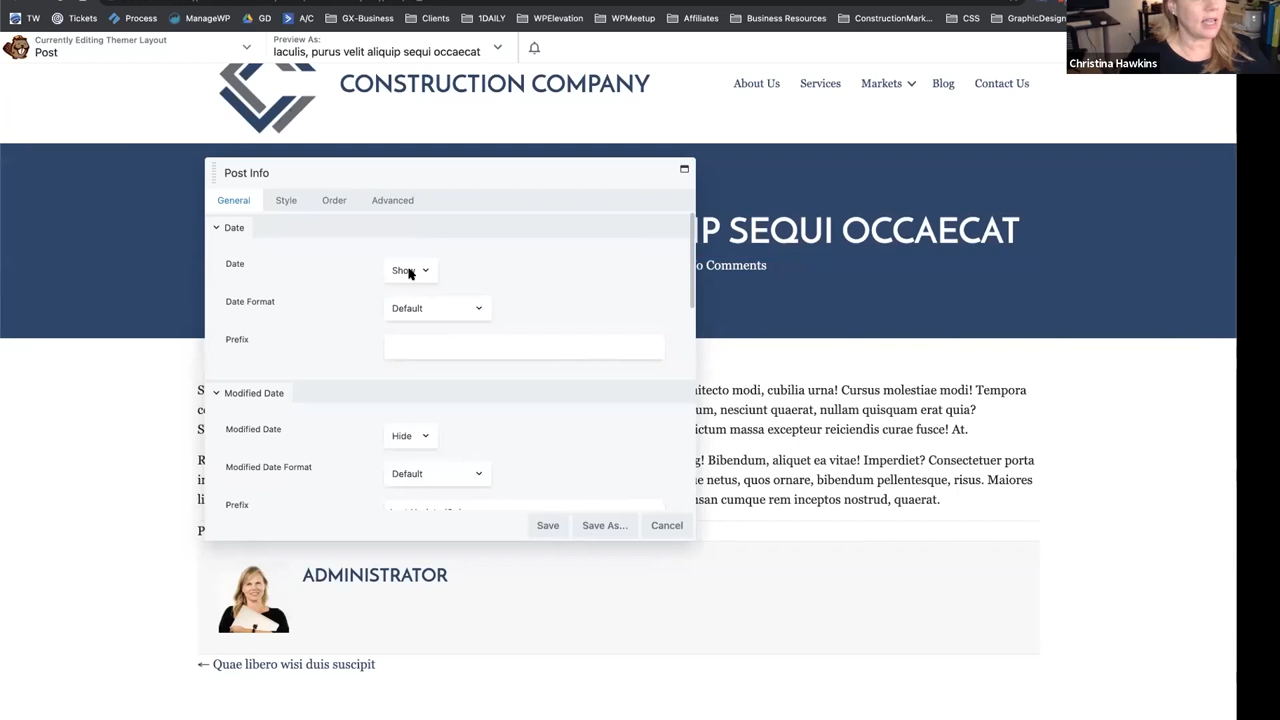 TW Tickets Process ManageWP GD A/C GX-Business Clients 1DAILY WPElevation WPMeetup Affiliates Business Resources ConstructionMark... CSS GraphicDesign
Currently Editing Themer Layout
Post
Preview As:
Iaculis, purus velit aliquip sequi occaecat
Christina Hawkins
CONSTRUCTION COMPANY
About Us Services Markets Blog Contact Us
Post Info
General Style Order Advanced
Date
Date Show
Date Format Default
Prefix
Modified Date
Modified Date Hide
Modified Date Format Default
Prefix
Save Save As... Cancel
IP SEQUI OCCAECAT
o Comments
S itecto modi, cubilia urna! Cursus molestiae modi! Tempora
c um, nesciunt quaerat, nullam quisquam erat quia?
S ictum massa excepteur reiciendis curae fusce! At.
R g! Bibendum, aliquet ea vitae! Imperdiet? Consectetuer porta
in ue netus, quos ornare, bibendum pellentesque, risus. Maiores
li nsan cumque rem inceptos nostrud, quaerat.
P
ADMINISTRATOR
← Quae libero wisi duis suscipit